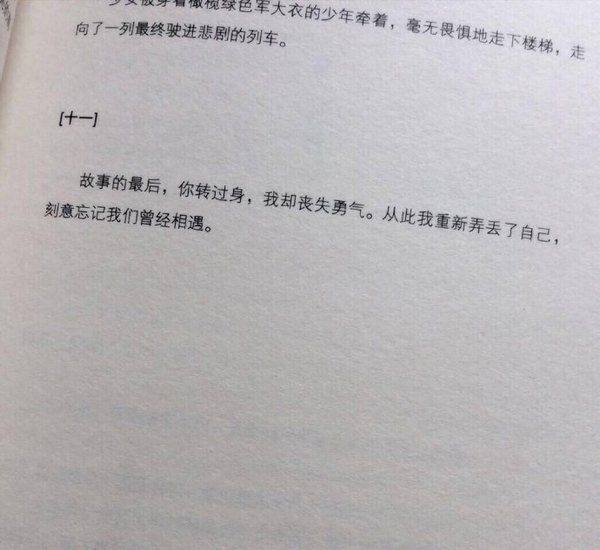 少女被穿着橄榄绿色军大衣的少年牵着，毫无畏惧地走下楼梯，走
向了一列最终驶进悲剧的列车。
[十一]
故事的最后，你转过身，我却丧失勇气。从此我重新弄丢了自己，
刻意忘记我们曾经相遇。